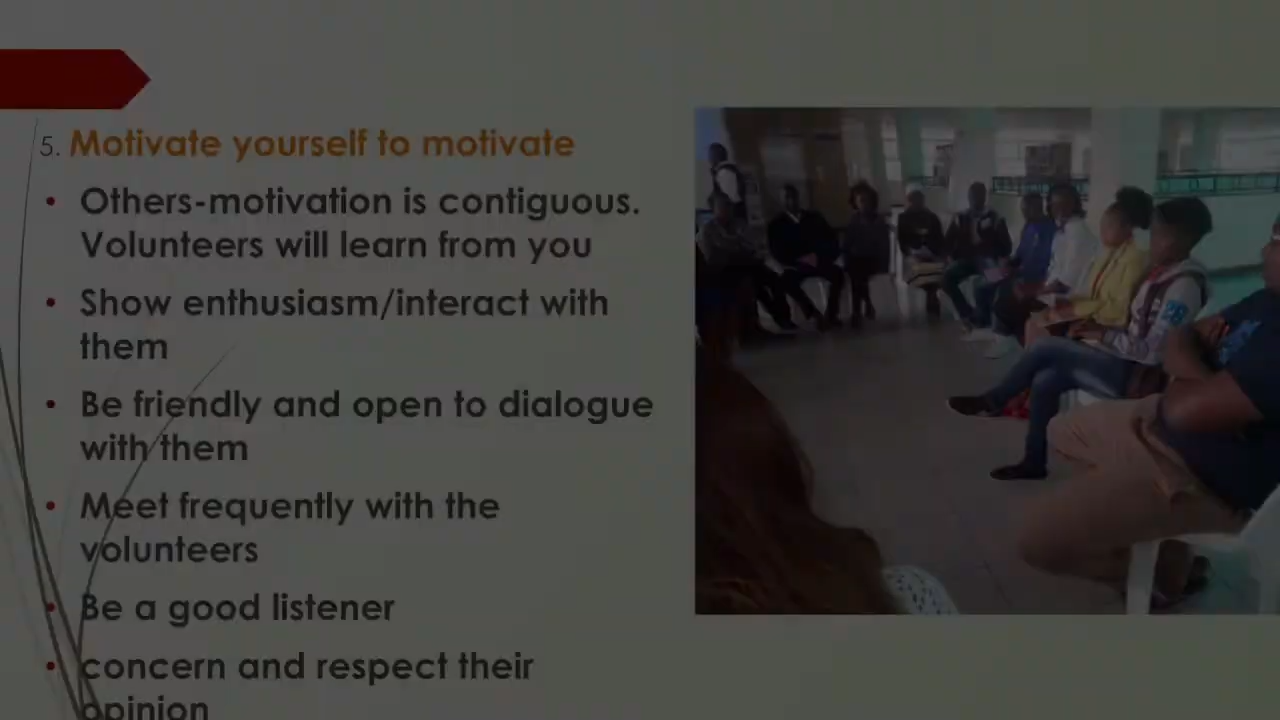 5. Motivate yourself to motivate
• Others-motivation is contiguous.
Volunteers will learn from you
• Show enthusiasm/interact with
them
• Be friendly and open to dialogue
with them
• Meet frequently with the
volunteers
• Be a good listener
• concern and respect their
opinion